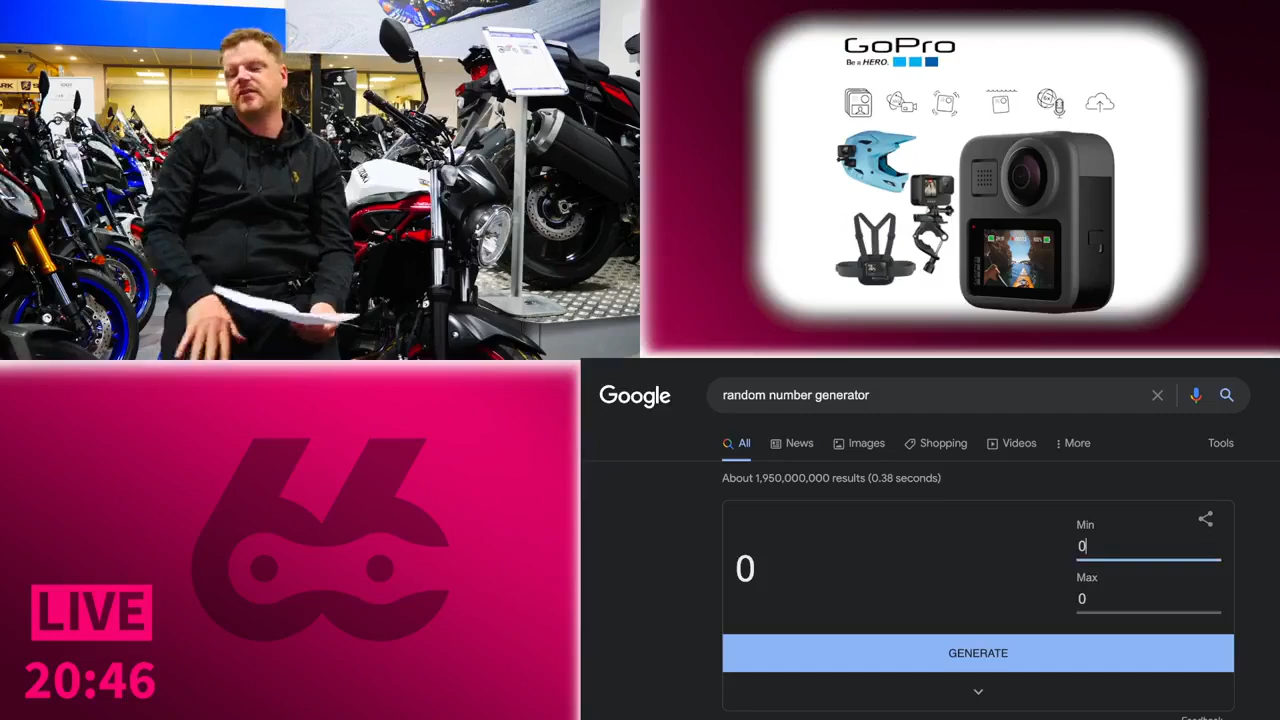 GoPro
Be a HERO.
Google
random number generator
All
News
Images
Shopping
Videos
More
Tools
About 1,950,000,000 results (0.38 seconds)
0
Min
0
Max
0
GENERATE
66
LIVE
20:46